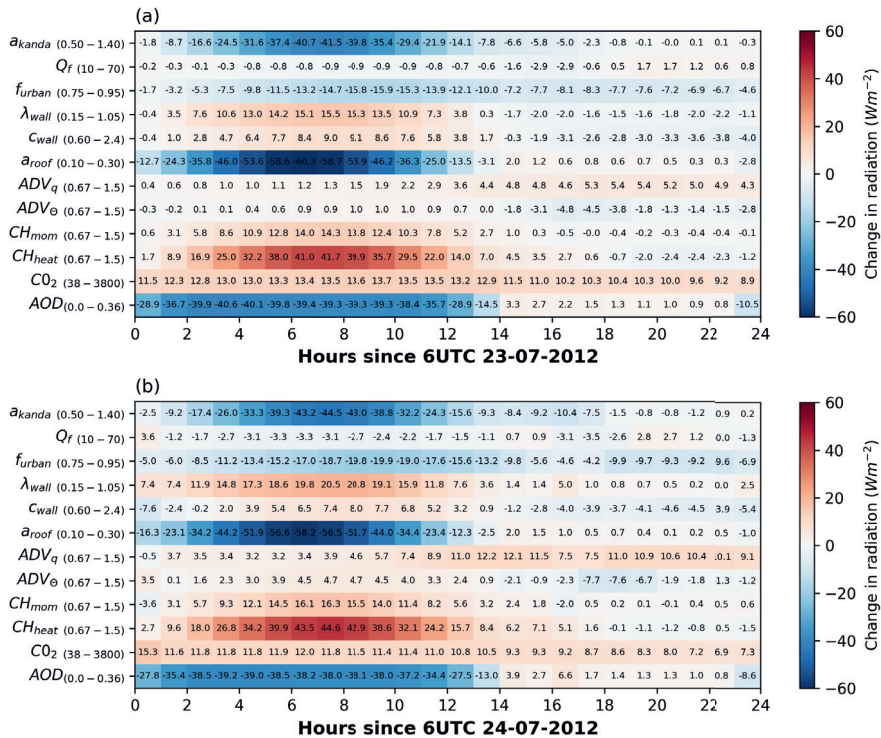 (a)
a_kanda (0.50 − 1.40) -1.8 -8.7 -16.6 -24.5 -31.6 -37.4 -40.7 -41.5 -39.8 -35.4 -29.4 -21.9 -14.1 -7.8 -6.6 -5.8 -5.0 -2.3 -0.8 -0.1 -0.0 0.1 0.1 -0.3
Q_f (10 − 70) -0.2 -0.3 -0.1 -0.3 -0.8 -0.8 -0.9 -0.9 -0.9 -0.9 -0.8 -0.7 -0.5 -0.6 -1.6 -2.9 -2.9 -0.6 0.5 1.7 1.7 1.2 0.6 0.8
f_urban (0.75 − 0.95) -1.7 -3.2 -5.3 -7.5 -9.8 -11.5 -13.2 -14.7 -15.8 -15.9 -15.3 -13.9 -12.1 -10.0 -7.2 -7.7 -8.1 -8.3 -7.7 -7.6 -7.2 -6.9 -6.7 -4.6
λ_wall (0.15 − 1.05) -0.4 3.5 7.6 10.6 13.0 14.2 15.1 15.5 15.3 13.5 10.9 7.3 3.8 0.3 -1.7 -2.0 -2.0 -1.6 -1.5 -1.6 -1.8 -2.0 -2.2 -1.1
c_wall (0.60 − 2.4) -0.4 1.0 2.8 4.7 6.4 7.7 8.4 9.0 9.1 8.6 7.6 5.8 3.8 1.7 -0.3 -1.9 -3.1 -2.6 -2.8 -3.0 -3.3 -3.6 -3.8 -4.0
a_roof (0.10 − 0.30) -12.7 -24.3 -35.8 -46.0 -53.6 -58.6 -60.3 -58.7 -53.9 -46.2 -36.3 -25.0 -13.5 -3.1 2.0 1.2 0.6 0.8 0.7 0.5 0.3 0.3 -2.8
ADV_q (0.67 − 1.5) 0.4 0.6 0.8 1.0 1.0 1.1 1.2 1.3 1.5 1.9 2.2 2.9 3.6 4.4 4.8 4.8 4.6 5.3 5.4 5.4 5.2 5.0 4.9 4.3
ADV_Θ (0.67 − 1.5) -0.3 -0.2 0.1 0.1 0.4 0.6 0.9 0.9 1.0 1.0 1.0 0.9 0.7 0.0 -1.8 -3.1 -4.8 -4.5 -3.8 -1.8 -1.3 -1.4 -1.5 -2.8
CH_mom (0.67 − 1.5) 0.6 3.1 5.8 8.6 10.9 12.8 14.0 14.3 13.8 12.4 10.3 7.8 5.2 2.7 1.0 0.3 -0.5 -0.0 -0.4 -0.4 -0.4 -0.4 -0.4 -0.1
CH_heat (0.67 − 1.5) 1.7 8.9 16.9 25.0 32.2 38.0 41.0 41.7 39.9 35.7 29.5 22.0 14.0 7.0 4.5 3.5 2.7 0.6 -0.7 -2.0 -2.4 -2.4 -2.3 -1.2
C0_2 (38 − 3800) 11.5 12.3 12.8 13.0 13.0 13.3 13.4 13.5 13.6 13.7 13.5 13.5 13.2 12.9 11.5 11.0 10.2 10.3 10.4 10.3 10.0 9.6 9.2 8.9
AOD (0.0 − 0.36) -28.9 -36.7 -39.9 -40.6 -40.1 -39.8 -39.4 -39.3 -39.3 -39.3 -38.4 -35.7 -28.9 -14.5 3.3 2.7 2.2 1.5 1.3 1.1 1.0 0.9 0.8 -10.5
0 2 4 6 8 10 12 14 16 18 20 22 24
Hours since 6UTC 23-07-2012
60
40
20
0
−20
−40
−60
Change in radiation (Wm⁻²)
(b)
a_kanda (0.50 − 1.40) -2.5 -9.2 -17.4 -26.0 -33.3 -39.3 -43.2 -44.5 -43.0 -38.8 -32.2 -24.3 -15.6 -9.3 -8.4 -9.2 -10.4 -7.5 -1.5 -0.8 -0.8 -1.2 0.9 0.2
Q_f (10 − 70) 3.6 -1.2 -1.7 -2.7 -3.1 -3.3 -3.3 -3.1 -2.7 -2.4 -2.2 -1.7 -1.5 -1.1 0.7 0.9 -3.1 -3.5 -2.6 2.8 2.7 1.2 0.0 -1.3
f_urban (0.75 − 0.95) -5.0 -6.0 -8.5 -11.2 -13.4 -15.2 -17.0 -18.7 -19.8 -19.9 -19.0 -17.6 -15.6 -13.2 -9.8 -5.6 -4.6 -4.2 -9.9 -9.7 -9.3 -9.2 9.6 -6.9
λ_wall (0.15 − 1.05) 7.4 7.4 11.9 14.8 17.3 18.6 19.8 20.5 20.8 19.1 15.9 11.8 7.6 3.6 1.4 1.4 5.0 1.0 0.8 0.9 0.7 0.2 0.0 2.5
c_wall (0.60 − 2.4) -7.6 -2.4 -0.2 2.0 3.9 5.4 6.5 7.4 8.0 7.7 6.8 5.2 3.2 0.9 -0.2 -0.9 -4.0 -3.9 -3.7 -4.1 -4.6 -4.5 3.9 -5.4
a_roof (0.10 − 0.30) -16.3 -23.1 -34.2 -44.2 -51.9 -56.6 -58.2 -56.5 -51.7 -44.0 -34.4 -23.4 -12.3 -2.5 2.0 1.5 1.0 0.5 0.7 0.4 0.1 0.2 0.5 -1.0
ADV_q (0.67 − 1.5) -0.5 3.7 3.5 3.4 3.2 3.2 3.4 3.9 4.6 5.7 7.4 8.9 11.0 12.2 12.1 11.5 7.5 7.5 11.0 10.9 10.6 10.4 .0.1 9.1
ADV_Θ (0.67 − 1.5) 3.5 0.1 1.6 2.3 3.0 3.9 4.5 4.7 4.7 4.5 4.0 3.3 2.4 0.9 -2.1 -0.9 -2.3 -7.7 -7.6 -6.7 -1.9 -1.8 1.3 -1.2
CH_mom (0.67 − 1.5) -3.6 3.1 5.7 9.3 12.1 14.5 16.1 16.3 15.5 14.0 11.4 8.2 5.6 3.2 2.4 1.8 -2.0 0.5 0.2 0.1 -0.1 0.4 0.5 0.6
CH_heat (0.67 − 1.5) 2.7 9.6 18.0 26.8 34.2 39.9 43.5 44.6 42.9 38.6 32.1 24.2 15.7 8.4 6.2 7.1 5.1 1.6 -0.1 -1.1 -1.2 -0.8 0.5 -1.5
C0_2 (38 − 3800) 15.3 11.6 11.8 11.8 11.8 11.9 12.0 11.8 11.5 11.4 11.4 11.0 10.8 10.5 9.3 9.3 9.2 8.7 8.6 8.3 8.0 7.2 6.9 7.3
AOD (0.0 − 0.36) -27.8 -35.4 -38.5 -39.2 -39.0 -38.5 -38.2 -38.1 -38.2 -38.0 -37.2 -34.4 -27.5 -13.0 3.9 2.7 6.6 1.7 1.4 1.3 1.0 1.0 0.8 -8.6
0 2 4 6 8 10 12 14 16 18 20 22 24
Hours since 6UTC 24-07-2012
60
40
20
0
−20
−40
−60
Change in radiation (Wm⁻²)